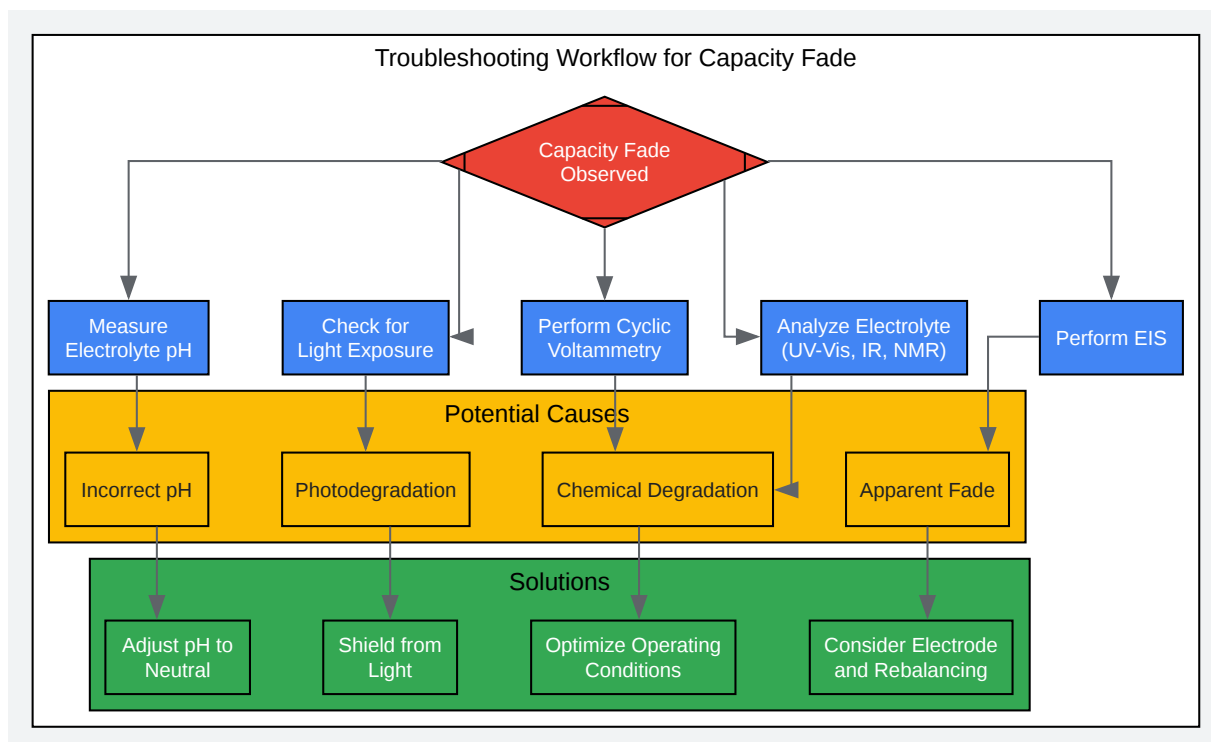 Troubleshooting Workflow for Capacity Fade
Capacity Fade
Observed
Measure
Electrolyte pH
Check for
Light Exposure
Perform Cyclic
Voltammetry
Analyze Electrolyte
(UV-Vis, IR, NMR)
Perform EIS
Potential Causes
Incorrect pH
Photodegradation
Chemical Degradation
Apparent Fade
Solutions
Adjust pH to
Neutral
Shield from
Light
Optimize Operating
Conditions
Consider Electrode
and Rebalancing